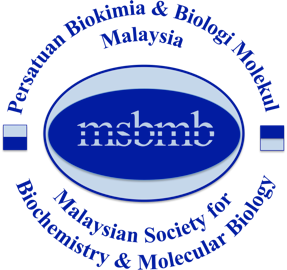 Persatuan Biokimia & Biologi Molekul
Malaysia
msbmb
Malaysian Society for
Biochemistry & Molecular Biology